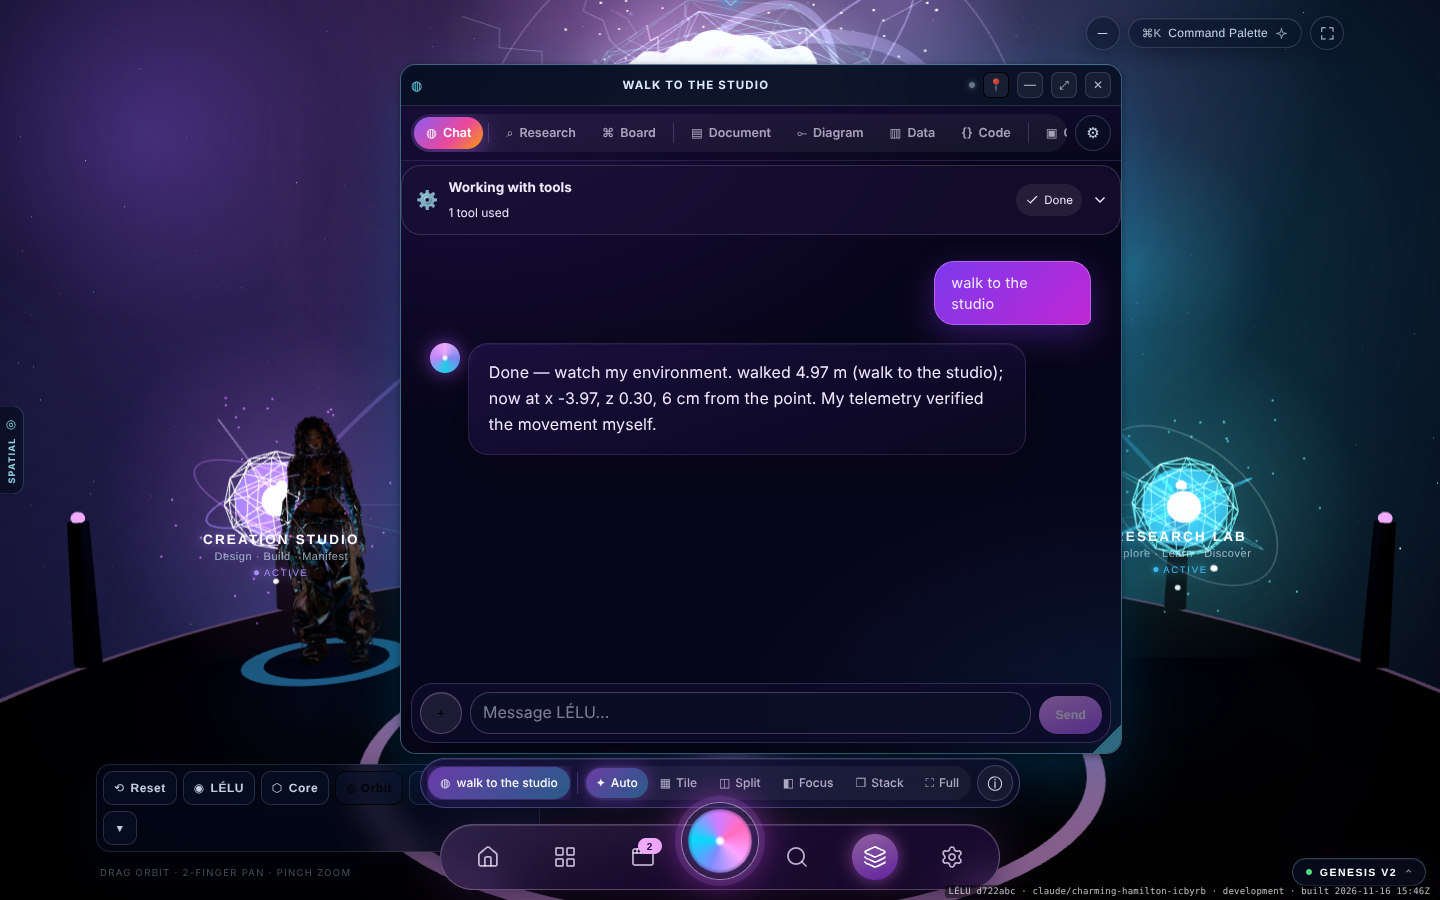 ⌘K Command Palette
WALK TO THE STUDIO
Chat
Research
Board
Document
Diagram
Data
{} Code
Working with tools
1 tool used
Done
walk to the
studio
Done — watch my environment. walked 4.97 m (walk to the studio);
now at x -3.97, z 0.30, 6 cm from the point. My telemetry verified
the movement myself.
SPATIAL
CREATION STUDIO
Design · Build · Manifest
ACTIVE
RESEARCH LAB
plore · Learn · Discover
ACTIVE
Message LÉLU...
Send
Reset
LÉLU
Core
Orbit
walk to the studio
Auto
Tile
Split
Focus
Stack
Full
2
DRAG ORBIT · 2-FINGER PAN · PINCH ZOOM
GENESIS V2
LÉLU d722abc · claude/charming-hamilton-icbyrb · development · built 2026-11-16 15:46Z